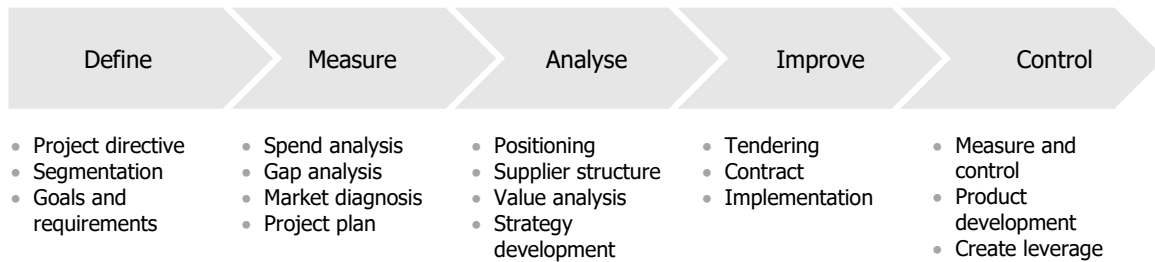 Define
Measure
Analyse
Improve
Control
• Project directive
• Segmentation
• Goals and
requirements
• Spend analysis
• Gap analysis
• Market diagnosis
• Project plan
• Positioning
• Supplier structure
• Value analysis
• Strategy
development
• Tendering
• Contract
• Implementation
• Measure and
control
• Product
development
• Create leverage